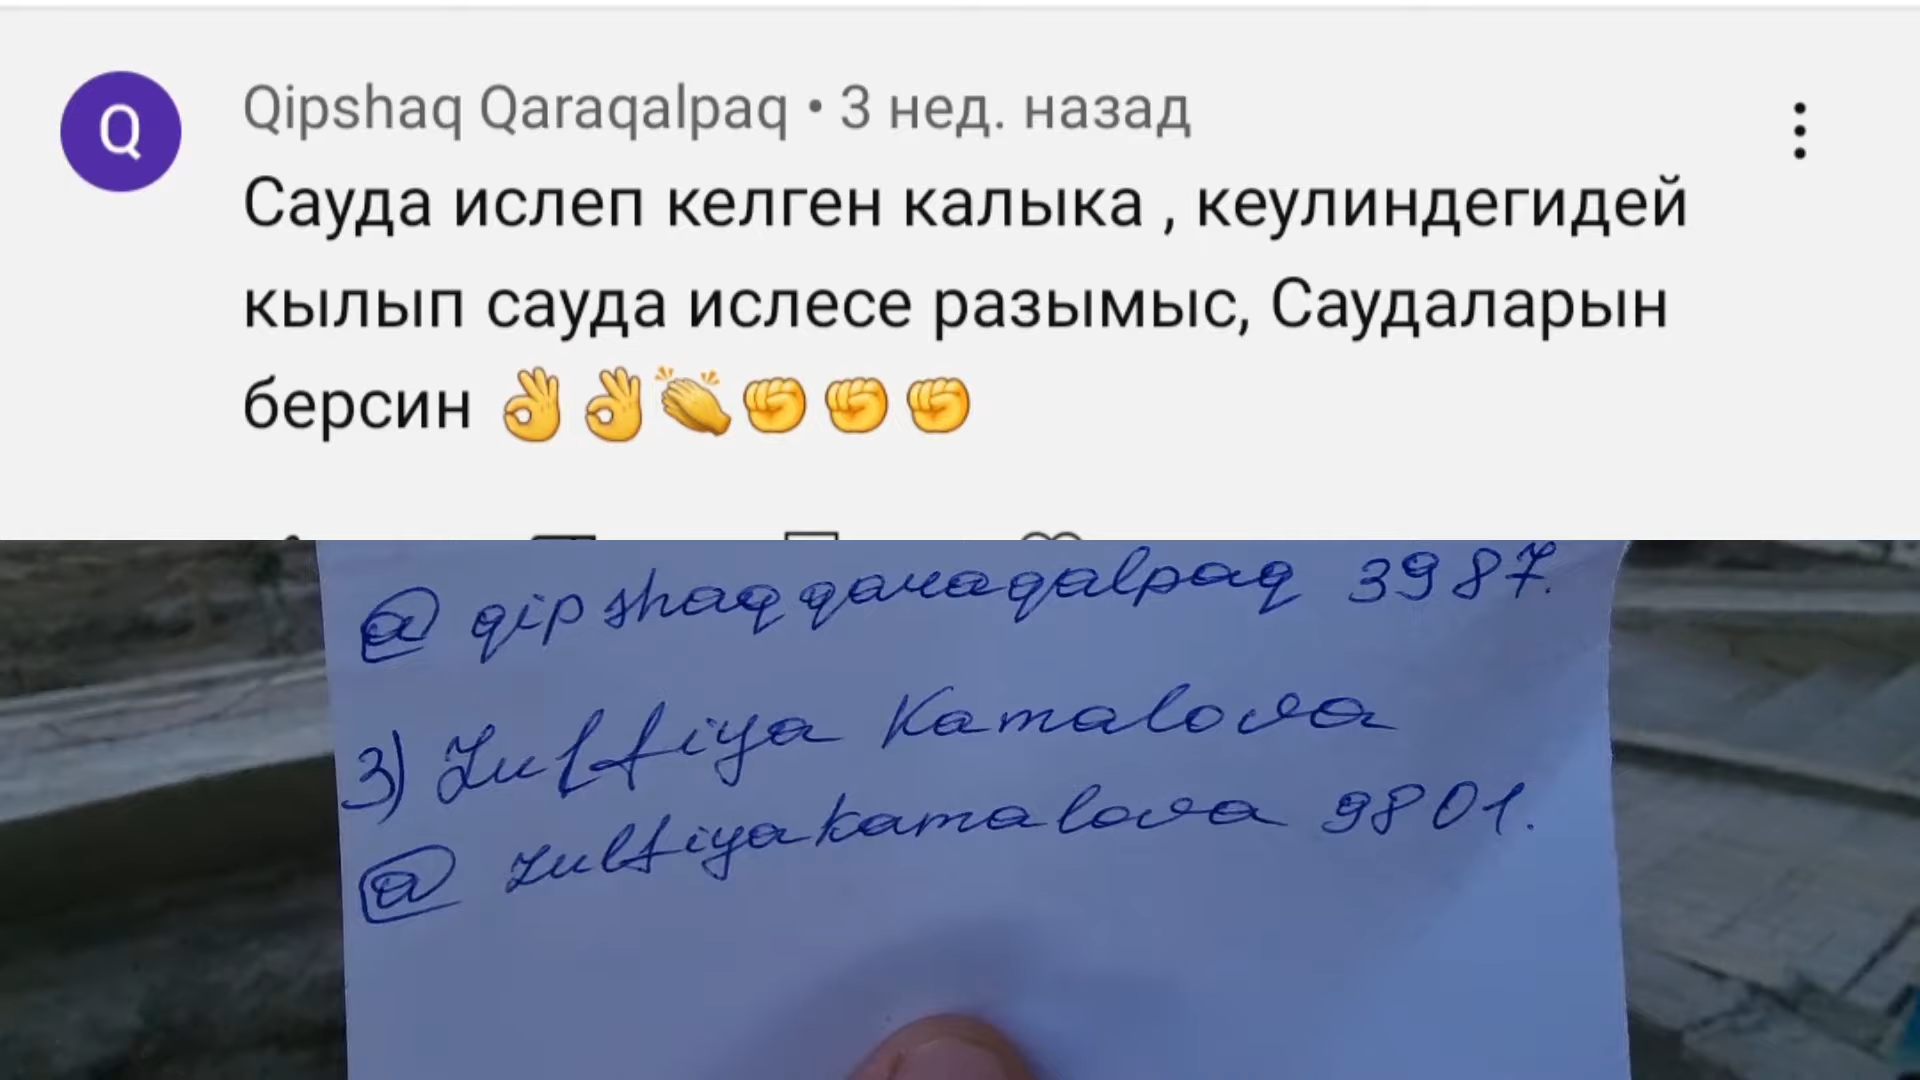 Q
Qipshaq Qaraqalpaq • 3 нед. назад
Сауда ислеп келген калыка , кеулиндегидей
кылып сауда ислесе разымыс, Саудаларын
берсин 👌👌👏✊✊✊
@ qipshaqqaraqalpaq 3987.
3) Zulfiya Kamalova
@ zulfiyakamalova 9801.